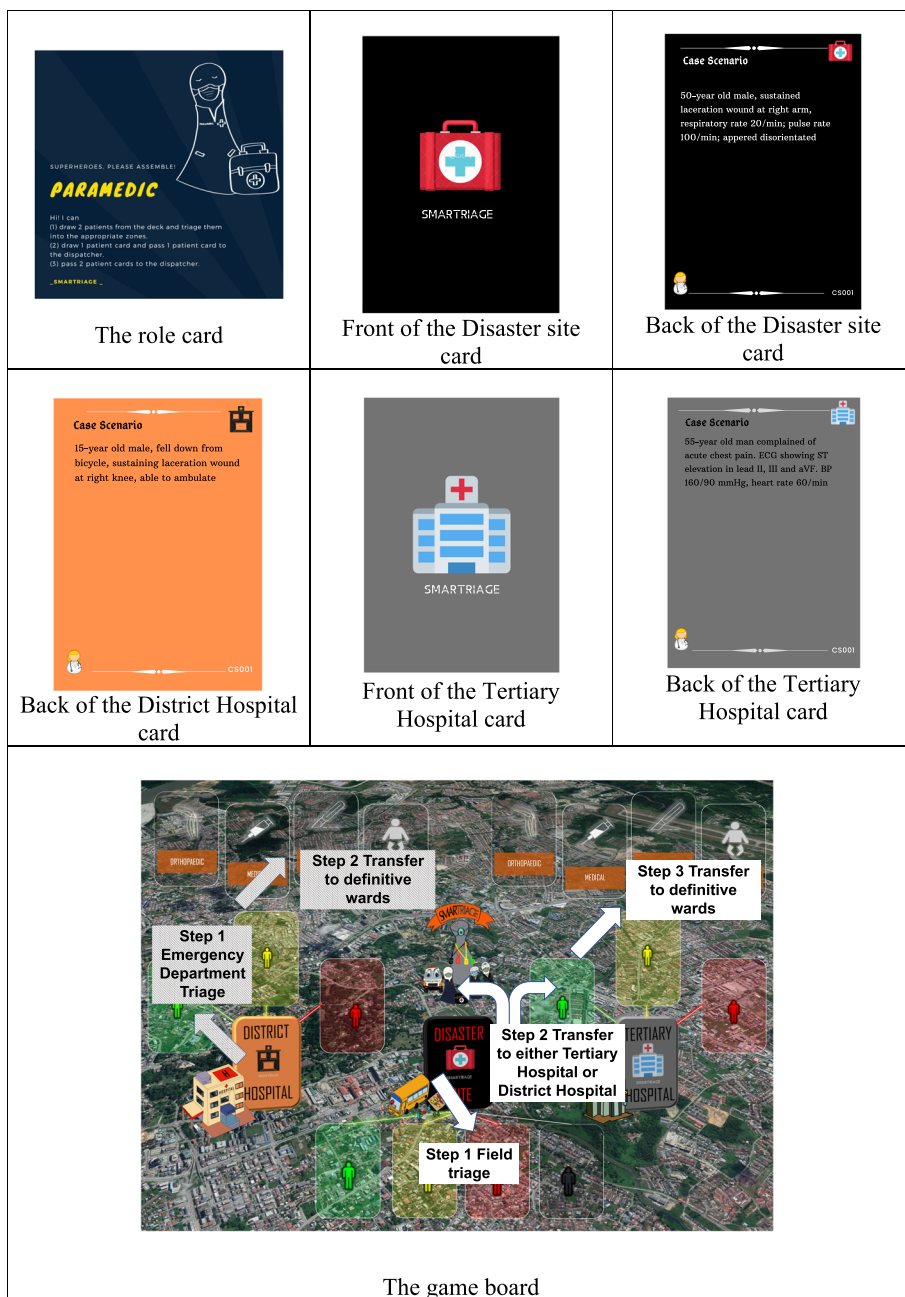 SUPERHEROES, PLEASE ASSEMBLE!
PARAMEDIC
Hi! I can
(1) draw 2 patients from the deck and triage them
into the appropriate zones.
(2) draw 1 patient card and pass 1 patient card to
the dispatcher.
(3) pass 2 patient cards to the dispatcher.
_SMARTRIAGE _
The role card
SMARTRIAGE
Front of the Disaster site
card
Case Scenario
50-year old male, sustained
laceration wound at right arm,
respiratory rate 20/min; pulse rate
100/min; appered disorientated
CS001
Back of the Disaster site
card
Case Scenario
15-year old male, fell down from
bicycle, sustaining laceration wound
at right knee, able to ambulate
CS001
Back of the District Hospital
card
SMARTRIAGE
Front of the Tertiary
Hospital card
Case Scenario
55-year old man complained of
acute chest pain. ECG showing ST
elevation in lead II, III and aVF. BP
160/90 mmHg, heart rate 60/min
CS001
Back of the Tertiary
Hospital card
ORTHOPAEDIC
ORTHOPAEDIC
MEDICAL
Step 2 Transfer
to definitive
wards
Step 3 Transfer
to definitive
wards
SMARTRIAGE
Step 1
Emergency
Department
Triage
DISTRICT
HOSPITAL
H
DISASTER
Step 2 Transfer
to either Tertiary
Hospital or
District Hospital
TERTIARY
HOSPITAL
Step 1 Field
triage
The game board